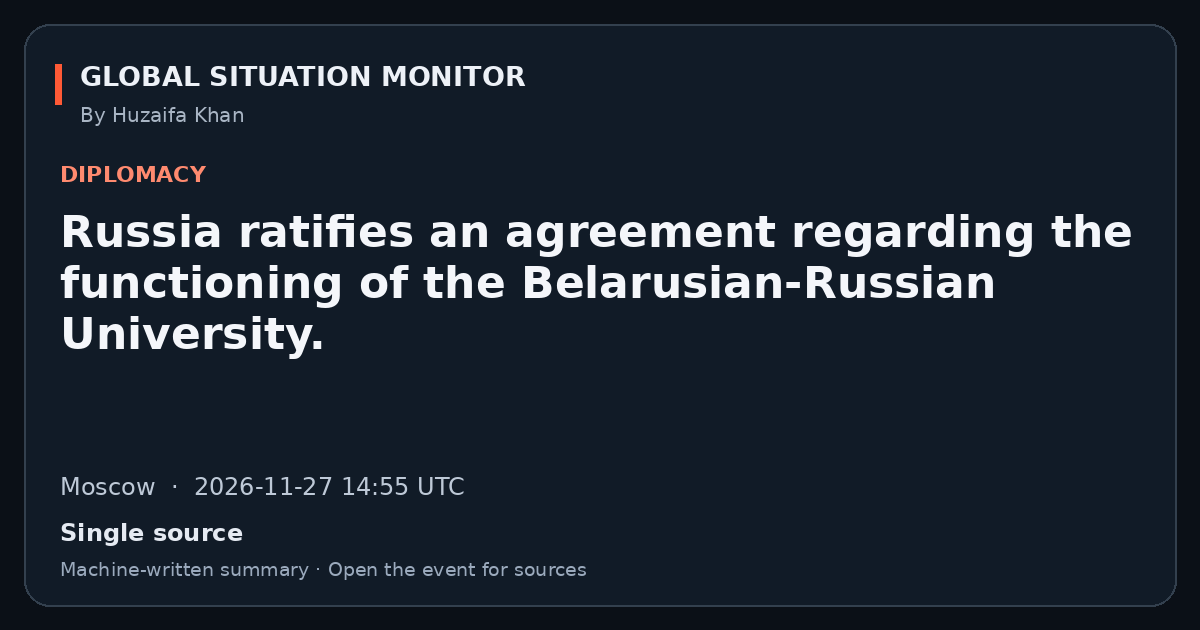 GLOBAL SITUATION MONITOR
By Huzaifa Khan
DIPLOMACY
Russia ratifies an agreement regarding the
functioning of the Belarusian-Russian
University.
Moscow · 2026-11-27 14:55 UTC
Single source
Machine-written summary · Open the event for sources